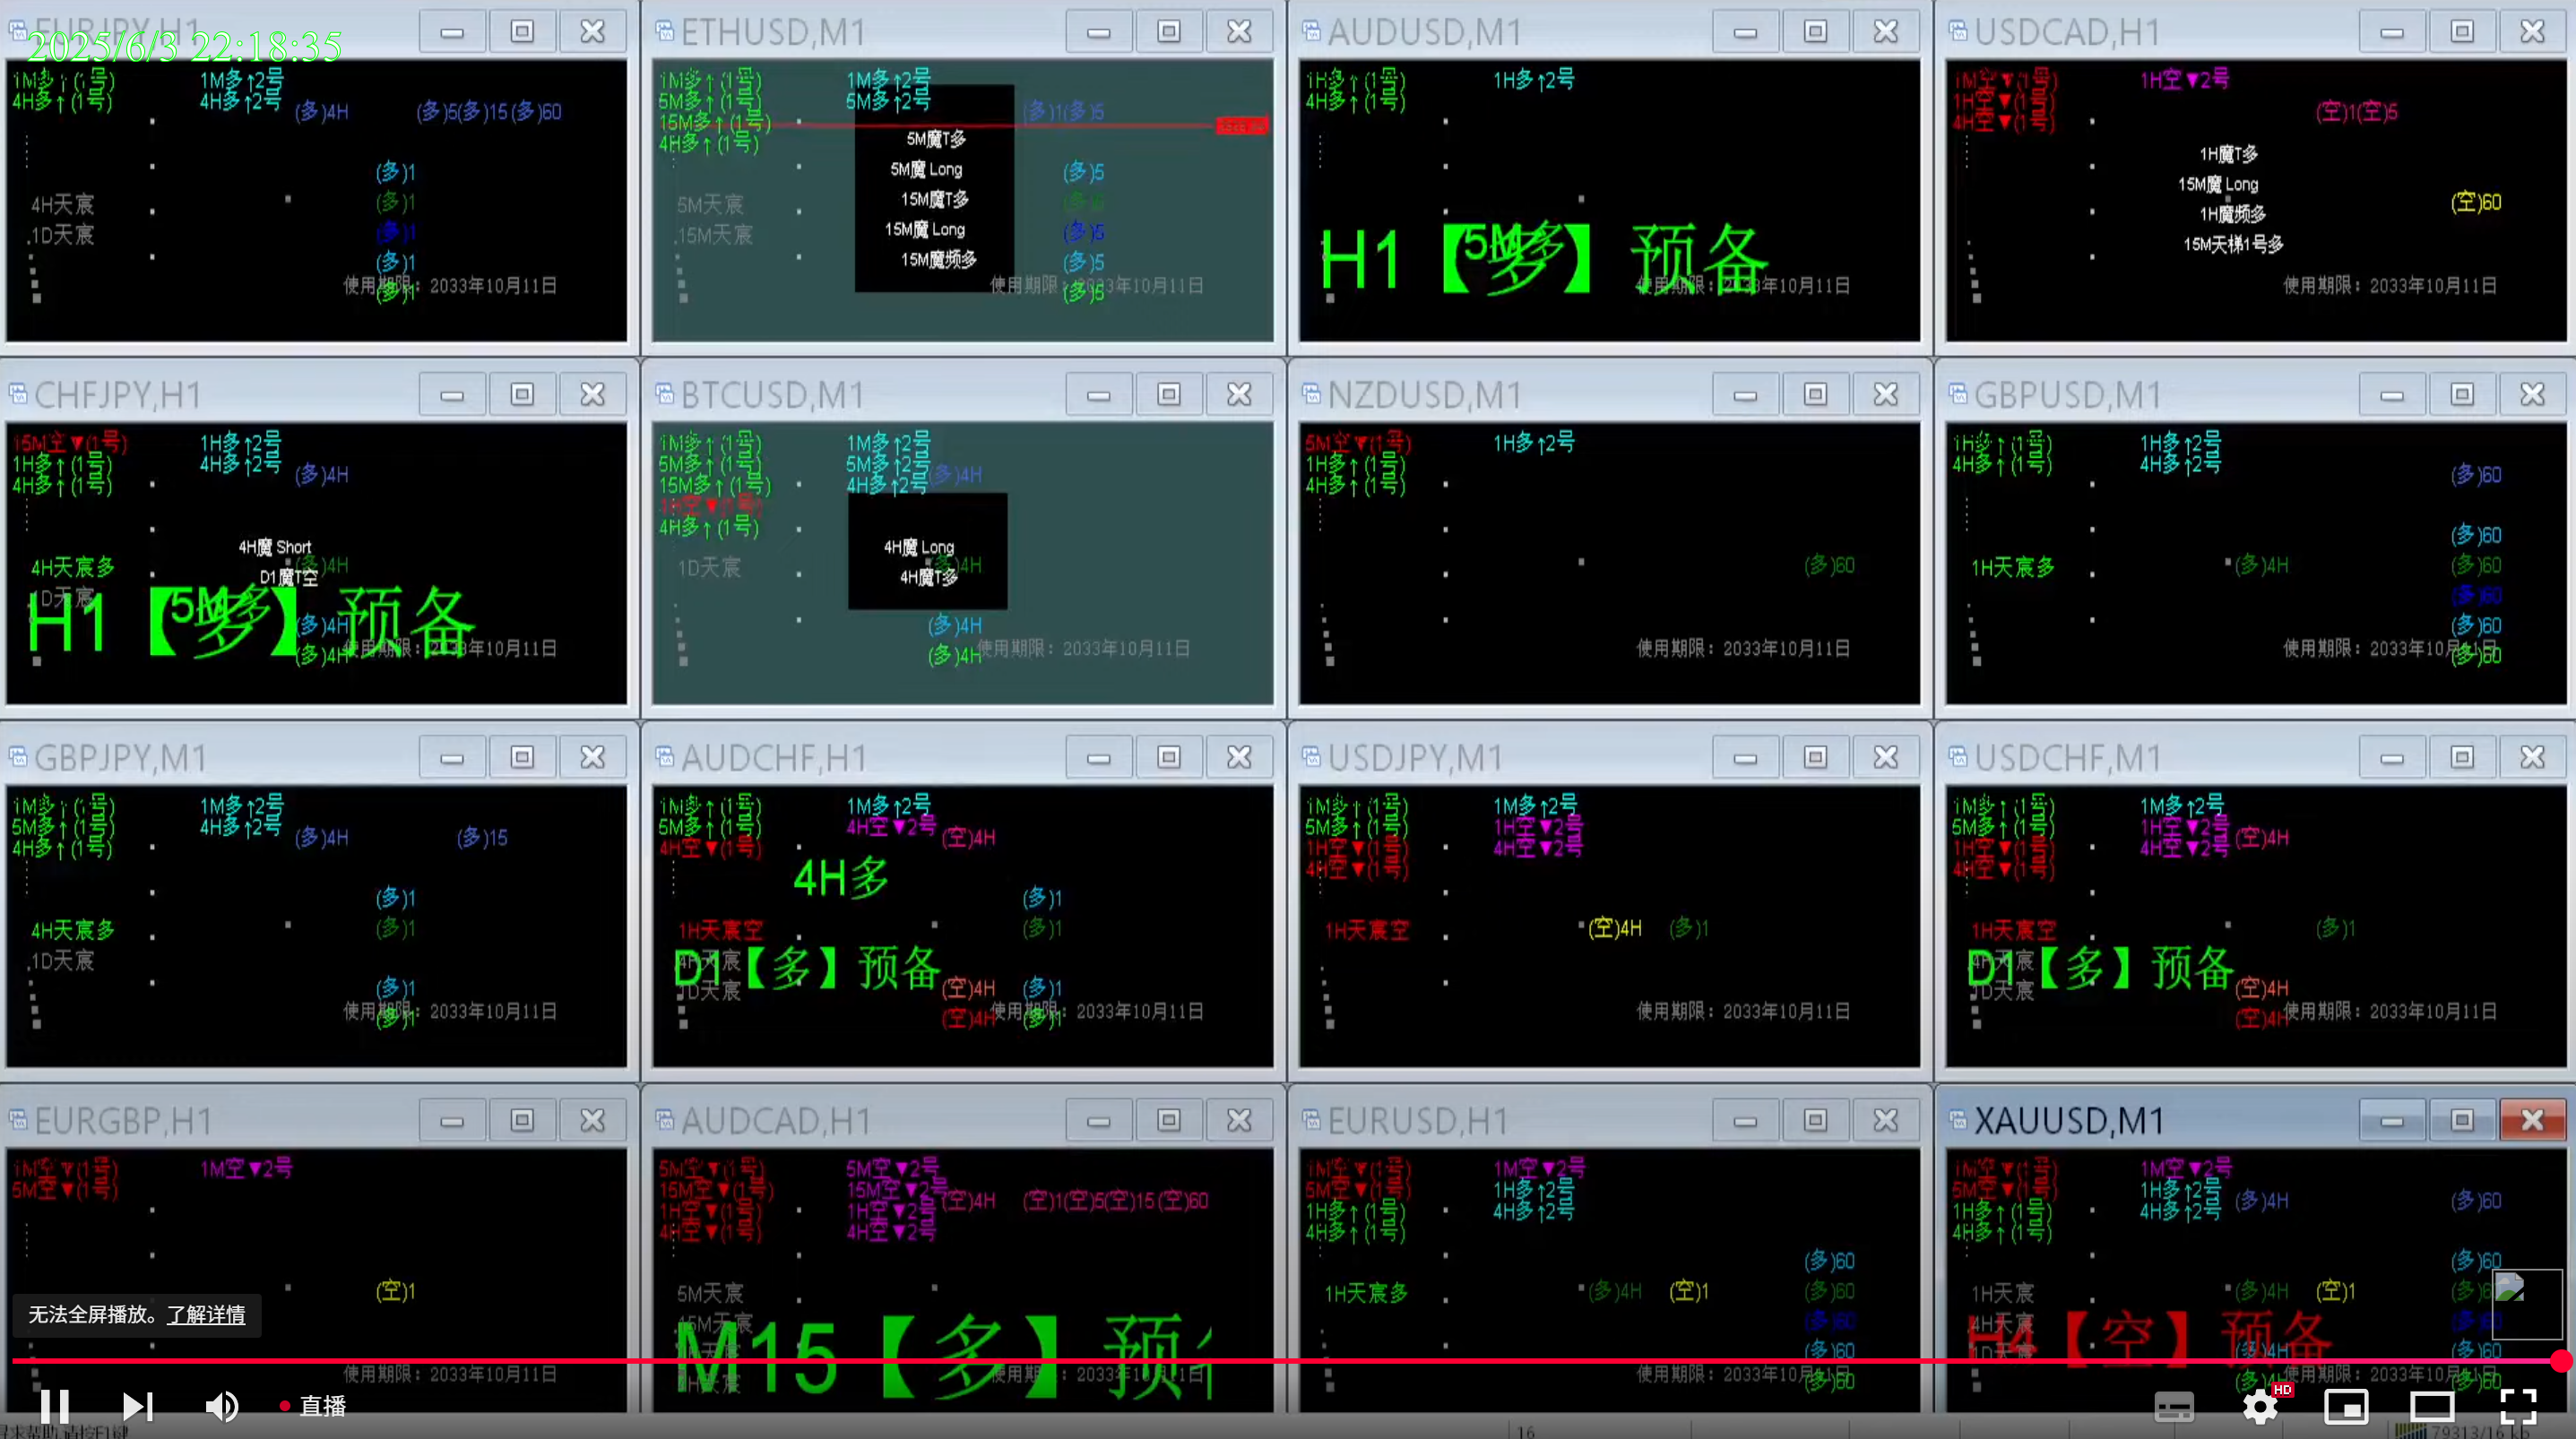 EURJPY,H1
2025/6/3 22:18:35
1M多↑(1号)
4H多↑(1号)
1M多↑2号
4H多↑2号
(多)4H
(多)5(多)15(多)60
(多)1
(多)1
4H天宸
1D天宸
(多)1
(多)1
使用期限：2033年10月11日
(多)1
ETHUSD,M1
1M多↑(1号)
5M多↑(1号)
15M多↑(1号)
4H多↑(1号)
1M多↑2号
5M多↑2号
(多)1(多)5
5M魔T多
5M魔 Long
15M魔T多
15M魔 Long
15M魔频多
(多)5
5M天宸
15M天宸
(多)5
(多)5
使用期限：2033年10月11日
(多)5
AUDUSD,M1
1H多↑(1号)
4H多↑(1号)
1H多↑2号
H1【多】预备
5M多
使用期限：2033年10月11日
USDCAD,H1
1M空▼(1号)
1H空▼(1号)
4H空▼(1号)
1H空▼2号
(空)1(空)5
1H魔T多
15M魔 Long
1H魔频多
15M天梯1号多
(空)60
使用期限：2033年10月11日
CHFJPY,H1
15M空▼(1号)
1H多↑(1号)
4H多↑(1号)
1H多↑2号
4H多↑2号
(多)4H
4H魔 Short
(多)4H
D1魔T空
4H天宸多
1D天宸
H1【多】预备
5M多
(多)4H
(多)4H
使用期限：2033年10月11日
BTCUSD,M1
1M多↑(1号)
5M多↑(1号)
15M多↑(1号)
1H空▼(1号)
4H多↑(1号)
1M多↑2号
5M多↑2号
4H多↑2号
(多)4H
4H魔 Long
(多)4H
4H魔T多
1D天宸
(多)4H
(多)4H
使用期限：2033年10月11日
NZDUSD,M1
5M空▼(1号)
1H多↑(1号)
4H多↑(1号)
1H多↑2号
(多)60
使用期限：2033年10月11日
GBPUSD,M1
1H多↑(1号)
4H多↑(1号)
1H多↑2号
4H多↑2号
(多)60
(多)60
1H天宸多
(多)4H
(多)60
(多)60
(多)60
使用期限：2033年10月11日
(多)60
GBPJPY,M1
1M多↑(1号)
5M多↑(1号)
4H多↑(1号)
1M多↑2号
4H多↑2号
(多)4H
(多)15
(多)1
4H天宸多
(多)1
1D天宸
(多)1
使用期限：2033年10月11日
(多)1
AUDCHF,H1
1M多↑(1号)
5M多↑(1号)
4H空▼(1号)
1M多↑2号
4H空▼2号
(空)4H
4H多
(多)1
1H天宸空
(多)1
4H天宸
D1【多】预备
1D天宸
(空)4H
(多)1
使用期限：2033年10月11日
(空)4H
(多)1
USDJPY,M1
1M多↑(1号)
5M多↑(1号)
1H空▼(1号)
4H空▼(1号)
1M多↑2号
1H空▼2号
4H空▼2号
1H天宸空
(空)4H
(多)1
使用期限：2033年10月11日
USDCHF,M1
1M多↑(1号)
5M多↑(1号)
1H空▼(1号)
4H空▼(1号)
1M多↑2号
1H空▼2号
4H空▼2号
(空)4H
1H天宸空
(多)1
4H天宸
D1【多】预备
1D天宸
(空)4H
(空)4H
使用期限：2033年10月11日
EURGBP,H1
1M空▼(1号)
5M空▼(1号)
1M空▼2号
(空)1
无法全屏播放。了解详情
使用期限：2033年10月11日
直播
AUDCAD,H1
5M空▼(1号)
15M空▼(1号)
1H空▼(1号)
4H空▼(1号)
5M空▼2号
15M空▼2号
1H空▼2号
4H空▼2号
(空)4H
(空)1(空)5(空)15(空)60
5M天宸
15M天宸
M15【多】预
使用期限：2033年10月11日
EURUSD,H1
1M空▼(1号)
5M空▼(1号)
1H多↑(1号)
4H多↑(1号)
1M空▼2号
1H多↑2号
4H多↑2号
(多)60
1H天宸多
(多)4H
(空)1
(多)60
(多)60
(多)60
使用期限：2033年10月11日
(多)60
XAUUSD,M1
1M空▼(1号)
5M空▼(1号)
1H多↑(1号)
4H多↑(1号)
1M空▼2号
1H多↑2号
4H多↑2号
(多)4H
(多)60
(多)60
1H天宸
(多)4H
(空)1
4H天宸
H4【空】预备
1D天宸
(多)4H
(多)60
使用期限：2033年10月11日
(多)4H
(多)60
HD
16
79313/16 kb